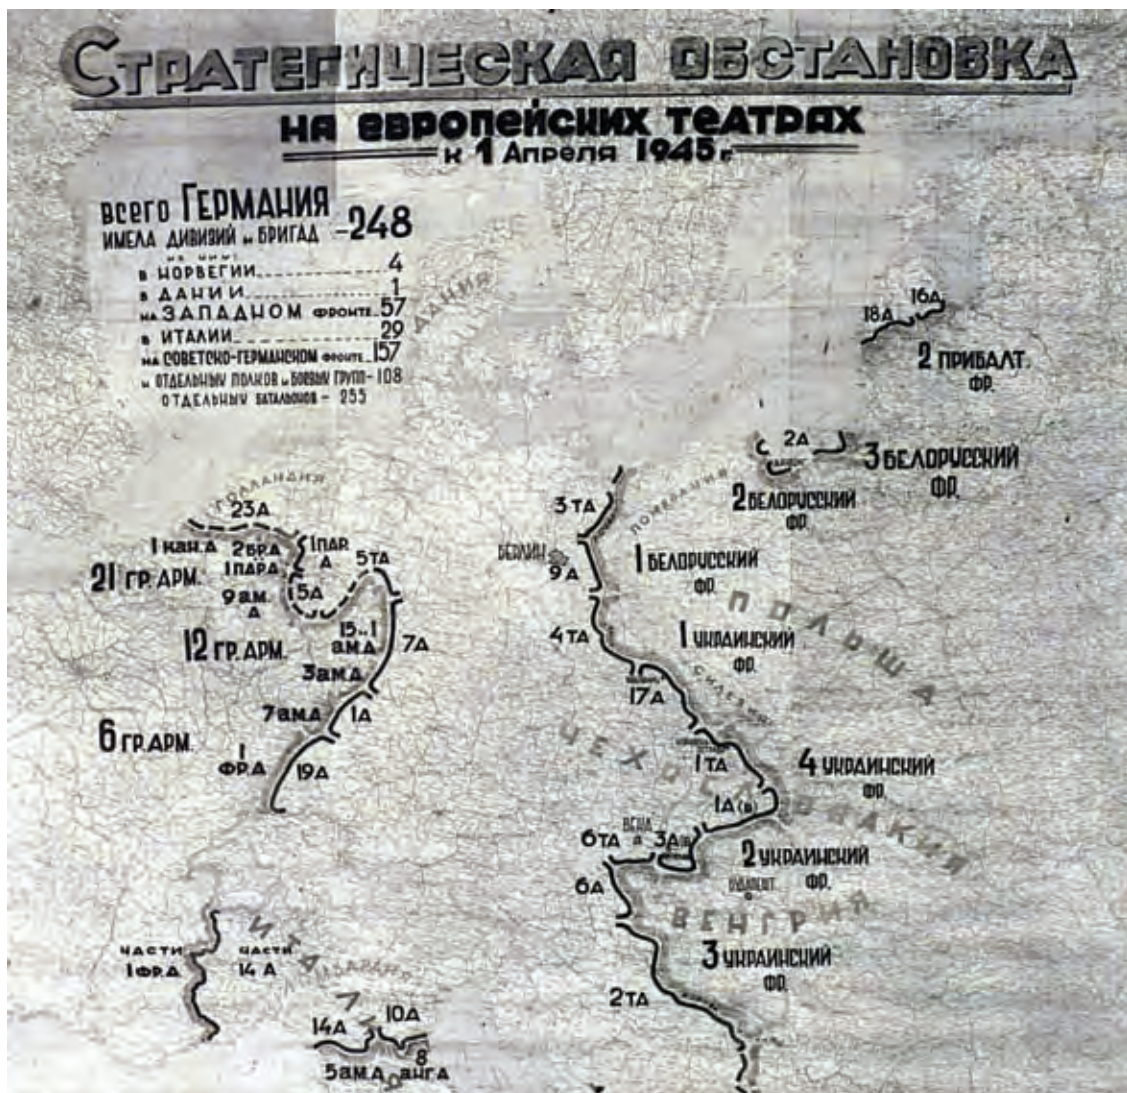 СТРАТЕГИЧЕСКАЯ ОБСТАНОВКА
НА ЕВРОПЕЙСКИХ ТЕАТРАХ
к 1 Апреля 1945 г.
всего ГЕРМАНИЯ
ИМЕЛА ДИВИЗИЙ и БРИГАД -248
в НОРВЕГИИ 4
в ДАНИИ 1
на ЗАПАДНОМ ФРОНТЕ 57
в ИТАЛИИ 29
на СОВЕТСКО-ГЕРМАНСКОМ ФРОНТЕ 157
и ОТДЕЛЬНЫХ ПОЛКОВ и БОЕВЫХ ГРУПП - 108
ОТДЕЛЬНЫХ БАТАЛЬОНОВ - 255
ДАНИЯ
18А
16А
2 ПРИБАЛТ.
ФР.
2А
3 БЕЛОРУССКИЙ
ФР.
2 БЕЛОРУССКИЙ
ФР.
ПОМЕРАНИЯ
ГОЛЛАНДИЯ
23А
1 кан.А
2 БР.А
1 ПАР.А
1 ПАР
А
21 ГР. АРМ.
9 ам.
А
5А
5 ТА
12 ГР. АРМ.
15 и 1
ам.А
7А
3 ам.А
7 ам.А
1А
6 ГР. АРМ.
1
ФР.А
19А
3 ТА
БЕРЛИН
9А
1 БЕЛОРУССКИЙ
ФР.
ПОЛЬША
4 ТА
1 УКРАИНСКИЙ
ФР.
СИЛЕЗИЯ
17А
ЧЕХОСЛОВАКИЯ
1 ТА
4 УКРАИНСКИЙ
ФР.
1А (в)
ВЕНА
6 ТА
3А
2 УКРАИНСКИЙ
ФР.
БУДАПЕШТ
6А
ВЕНГРИЯ
3 УКРАИНСКИЙ
ФР.
2 ТА
ИТАЛИЯ
ЧАСТИ
1 ФР.А
ЧАСТИ
14 А
14А
10А
5 ам.А
8
анг.А